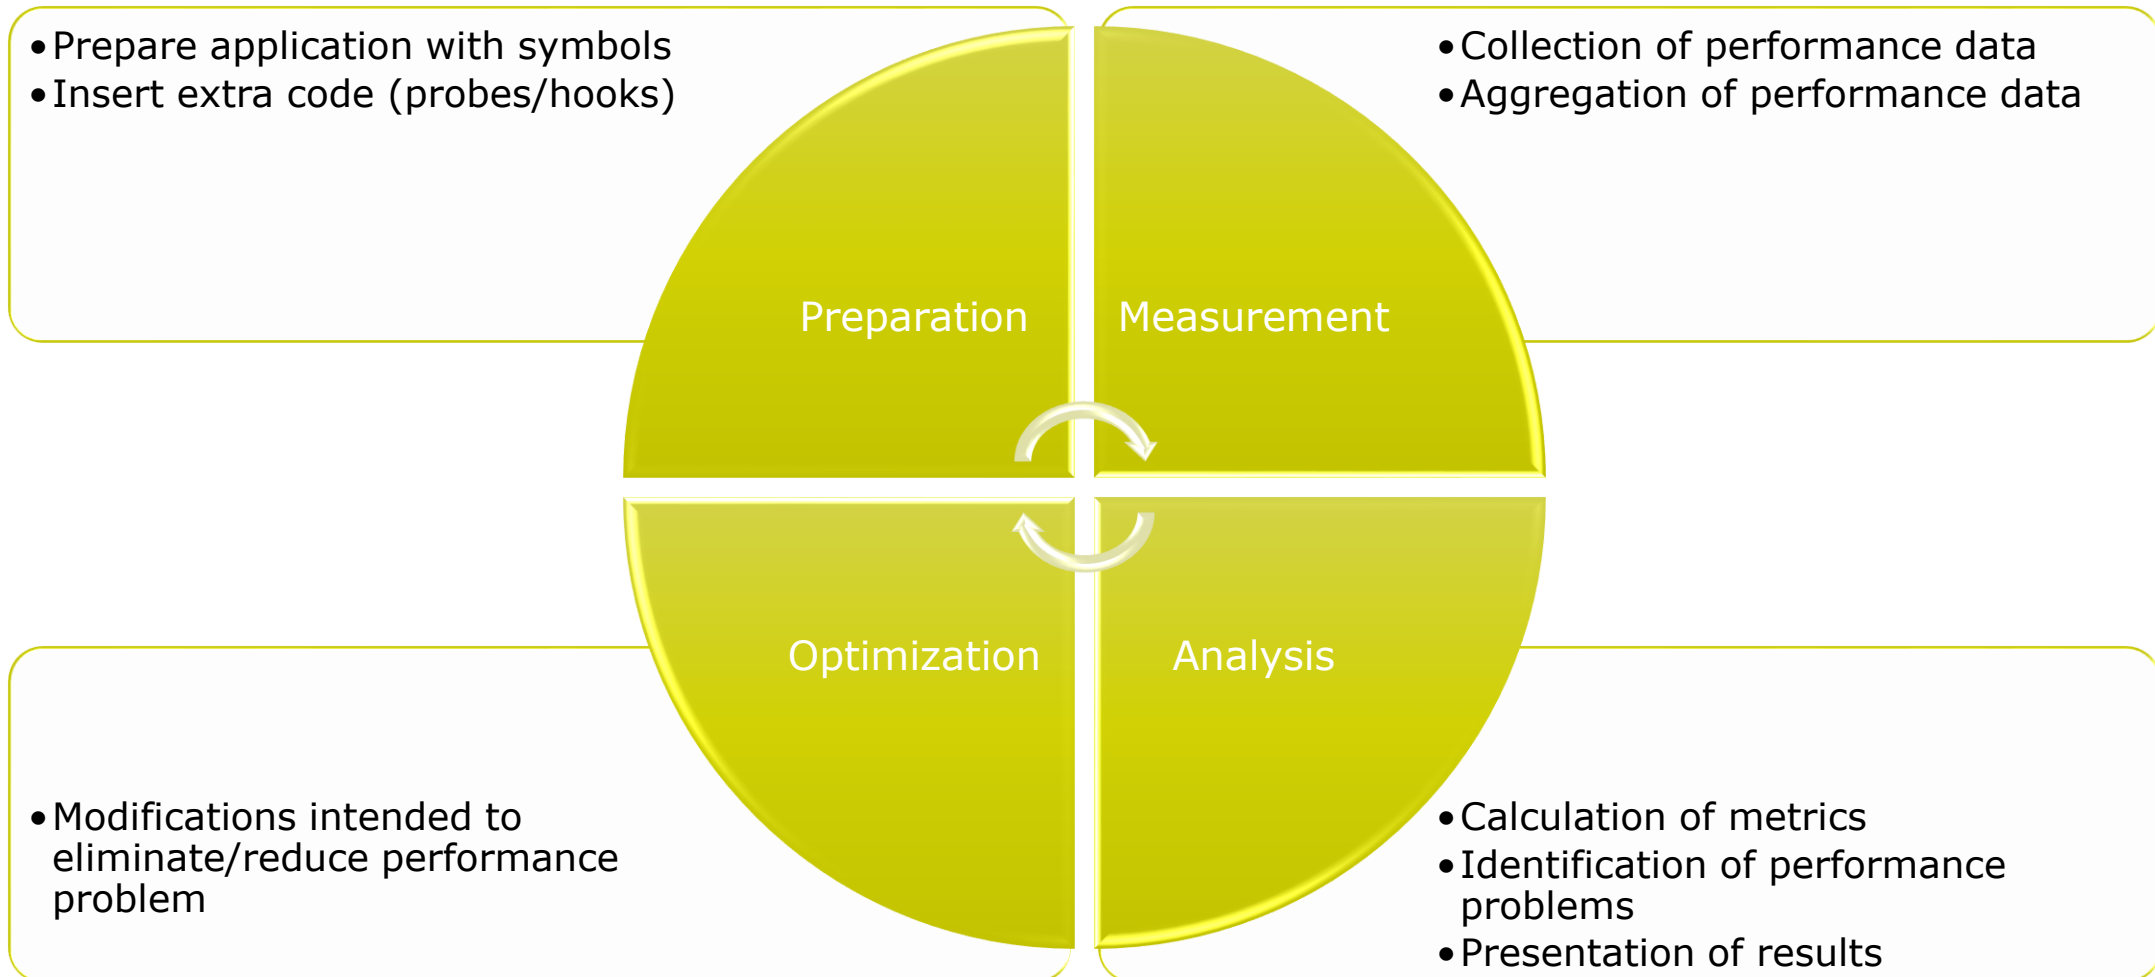 •Prepare application with symbols
•Insert extra code (probes/hooks)
•Collection of performance data
•Aggregation of performance data
Preparation
Measurement
Optimization
Analysis
•Modifications intended to
eliminate/reduce performance
problem
•Calculation of metrics
•Identification of performance
problems
•Presentation of results